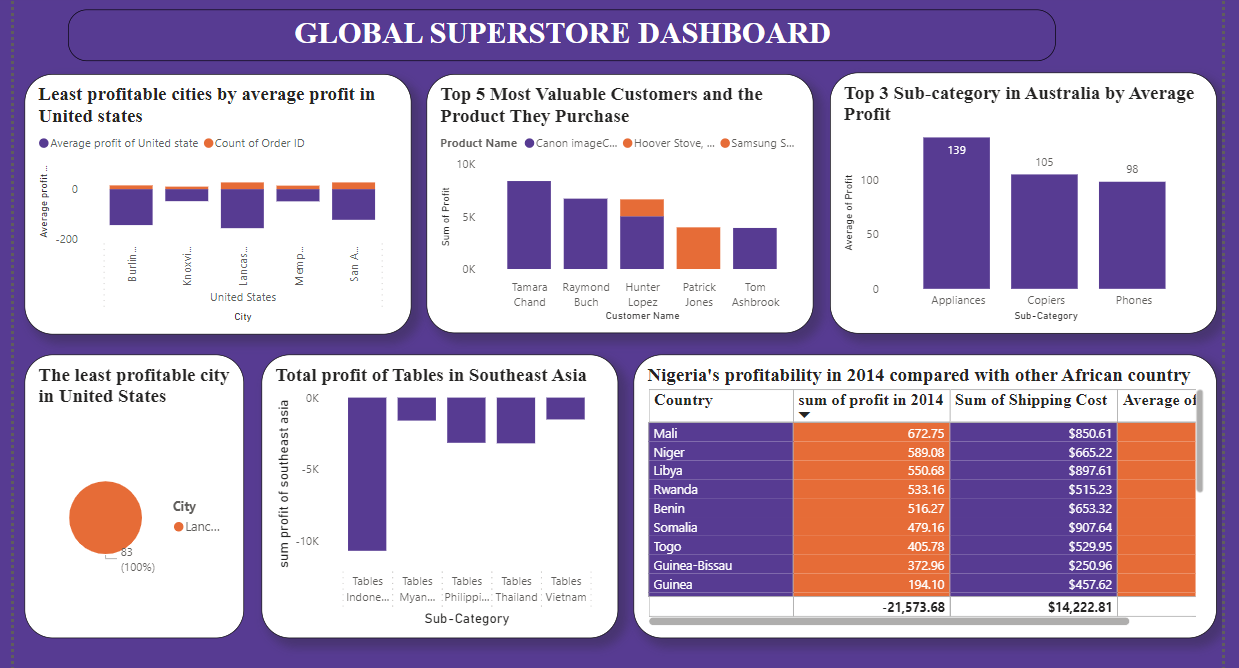 GLOBAL SUPERSTORE DASHBOARD
Least profitable cities by average profit in
United states
Average profit of United state Count of Order ID
Average profit...
0
-200
Burlin...
Knoxvi...
Lancas...
Memp...
San A...
United States
City
Top 5 Most Valuable Customers and the
Product They Purchase
Product Name Canon imageC... Hoover Stove, ... Samsung S...
Sum of Profit
10K
5K
0K
Tamara Raymond Hunter Patrick Tom
Chand Buch Lopez Jones Ashbrook
Customer Name
Top 3 Sub-category in Australia by Average
Profit
Average of Profit
100
50
0
139
105
98
Appliances Copiers Phones
Sub-Category
The least profitable city
in United States
City
Lanc...
83
(100%)
Total profit of Tables in Southeast Asia
sum profit of southeast asia
0K
-5K
-10K
Tables Tables Tables Tables Tables
Indone... Myan... Philippi... Thailand Vietnam
Sub-Category
Nigeria's profitability in 2014 compared with other African country
Country sum of profit in 2014 Sum of Shipping Cost Average of
Mali 672.75 $850.61
Niger 589.08 $665.22
Libya 550.68 $897.61
Rwanda 533.16 $515.23
Benin 516.27 $653.32
Somalia 479.16 $907.64
Togo 405.78 $529.95
Guinea-Bissau 372.96 $250.96
Guinea 194.10 $457.62
-21,573.68 $14,222.81